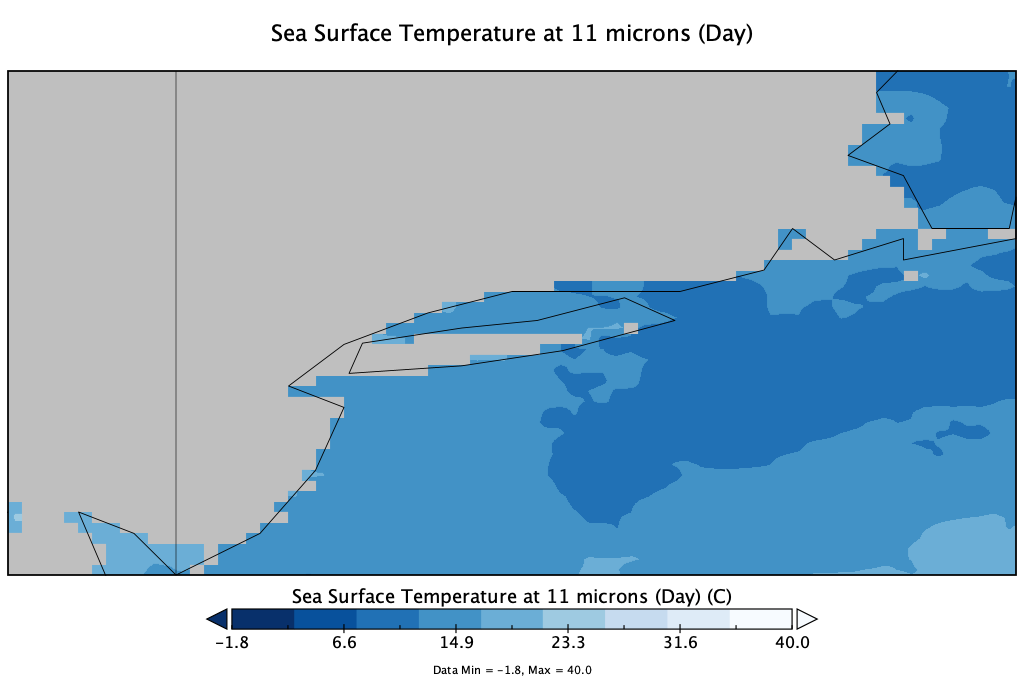 Sea Surface Temperature at 11 microns (Day)
Sea Surface Temperature at 11 microns (Day) (C)
−1.8 6.6 14.9 23.3 31.6 40.0
Data Min = −1.8, Max = 40.0